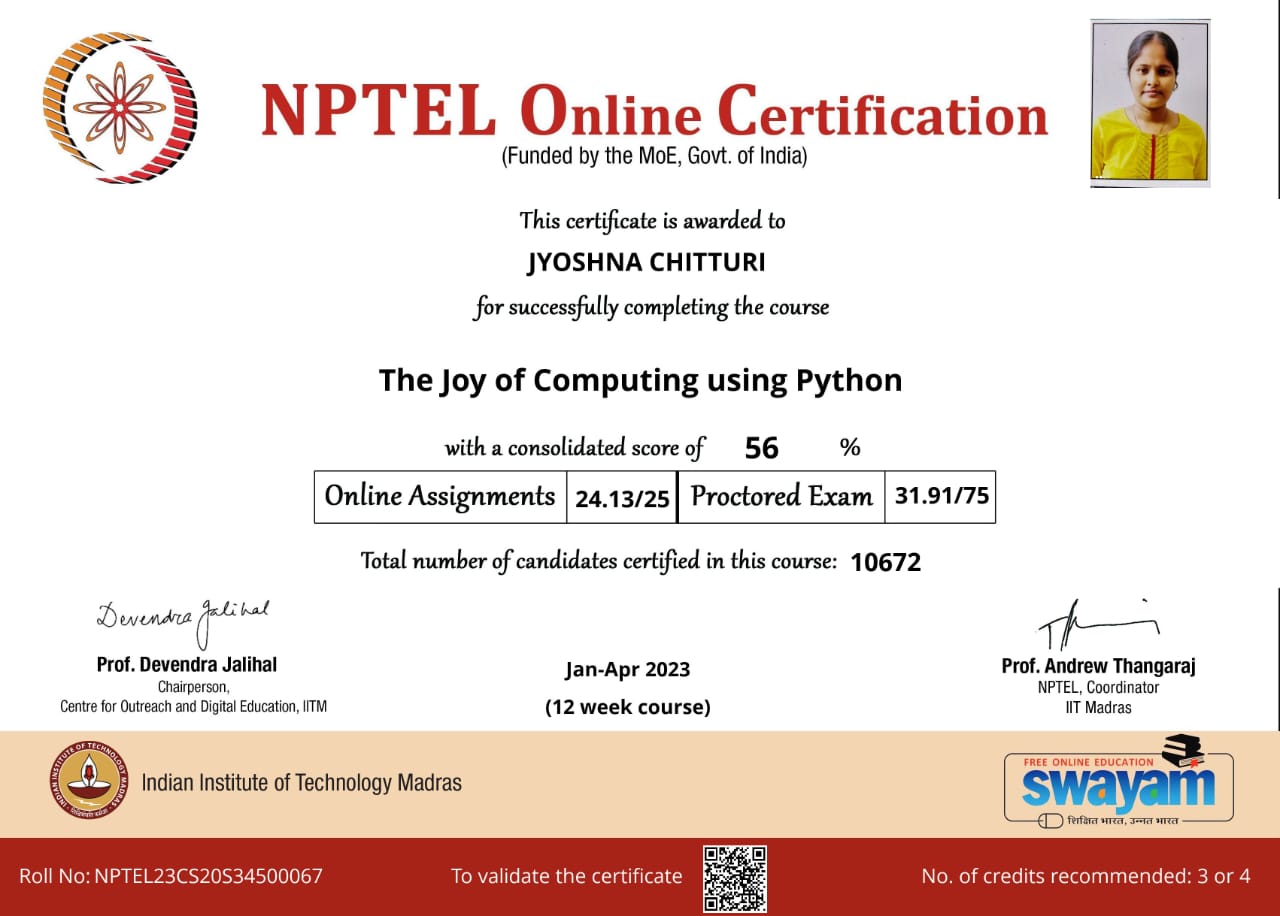 NPTEL Online Certification
(Funded by the MoE, Govt. of India)
This certificate is awarded to
JYOSHNA CHITTURI
for successfully completing the course
The Joy of Computing using Python
with a consolidated score of 56 %
Online Assignments 24.13/25 Proctored Exam 31.91/75
Total number of candidates certified in this course: 10672
Devendra Jalihal
Prof. Devendra Jalihal
Chairperson,
Centre for Outreach and Digital Education, IITM
Jan-Apr 2023
(12 week course)
Prof. Andrew Thangaraj
NPTEL, Coordinator
IIT Madras
INDIAN INSTITUTE OF TECHNOLOGY MADRAS
Indian Institute of Technology Madras
FREE ONLINE EDUCATION
swayam
शिक्षित भारत, उन्नत भारत
Roll No: NPTEL23CS20S34500067
To validate the certificate
No. of credits recommended: 3 or 4